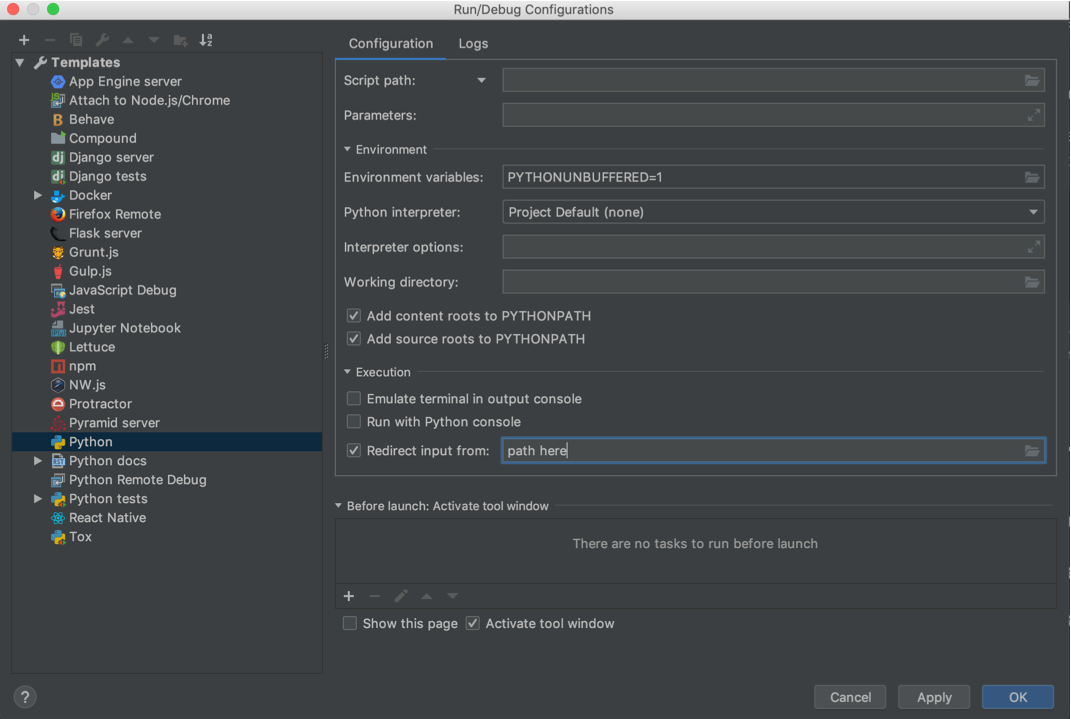 Run/Debug Configurations
Templates
App Engine server
Attach to Node.js/Chrome
Behave
Compound
Django server
Django tests
Docker
Firefox Remote
Flask server
Grunt.js
Gulp.js
JavaScript Debug
Jest
Jupyter Notebook
Lettuce
npm
NW.js
Protractor
Pyramid server
Python
Python docs
Python Remote Debug
Python tests
React Native
Tox
Configuration Logs
Script path:
Parameters:
Environment
Environment variables: PYTHONUNBUFFERED=1
Python interpreter: Project Default (none)
Interpreter options:
Working directory:
Add content roots to PYTHONPATH
Add source roots to PYTHONPATH
Execution
Emulate terminal in output console
Run with Python console
Redirect input from: path here
Before launch: Activate tool window
There are no tasks to run before launch
Show this page Activate tool window
? Cancel Apply OK